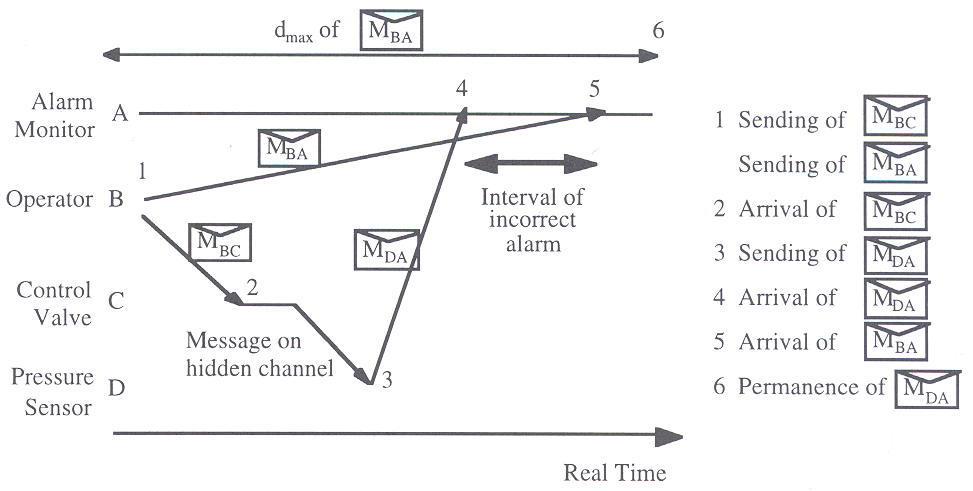 d_max of M_BA
6
4
5
Alarm
Monitor
A
M_BA
1
Operator B
Interval of
incorrect
alarm
M_BC
M_DA
2
Control
Valve
C
Message on
hidden channel
3
Pressure
Sensor
D
Real Time
1 Sending of M_BC
Sending of M_BA
2 Arrival of M_BC
3 Sending of M_DA
4 Arrival of M_DA
5 Arrival of M_BA
6 Permanence of M_DA